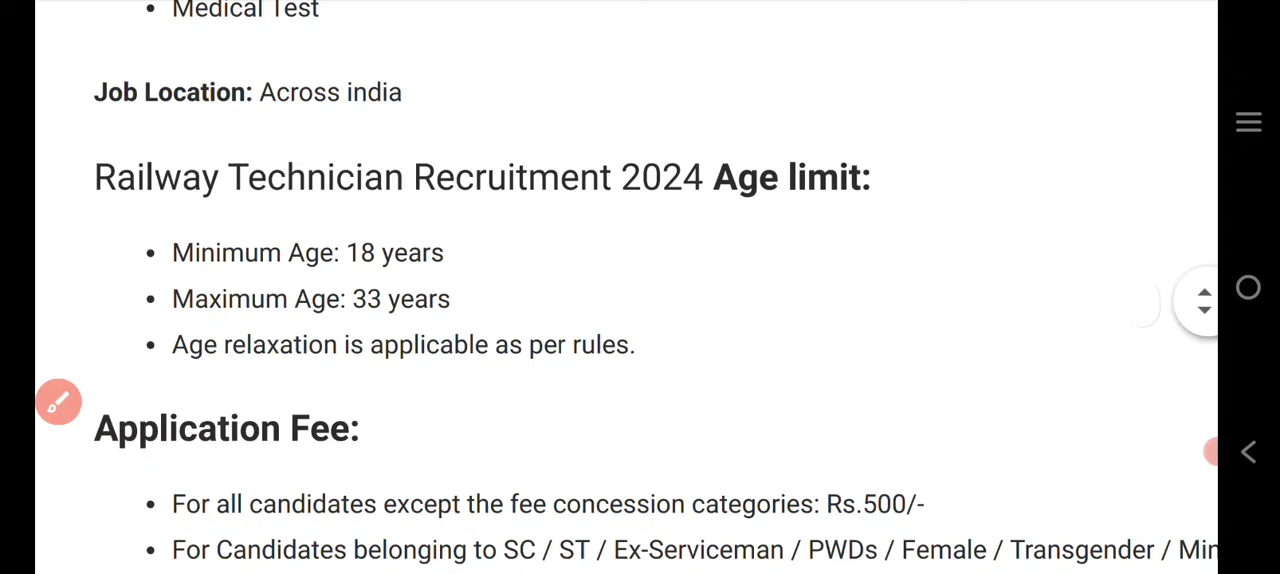 Medical Test
Job Location: Across india
Railway Technician Recruitment 2024 Age limit:
Minimum Age: 18 years
Maximum Age: 33 years
Age relaxation is applicable as per rules.
Application Fee:
For all candidates except the fee concession categories: Rs.500/-
For Candidates belonging to SC / ST / Ex-Serviceman / PWDs / Female / Transgender /